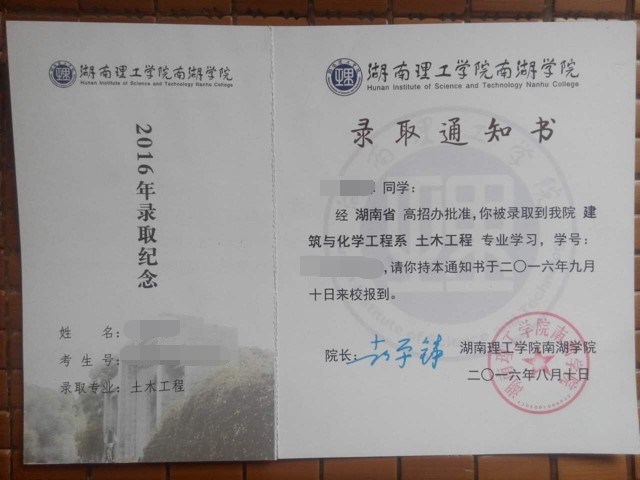 湖南理工学院南湖学院
Hunan Institute of Science and Technology Nanhu College
2016年录取纪念
姓 名:
考生号:
录取专业: 土木工程
湖南理工学院南湖学院
Hunan Institute of Science and Technology Nanhu College
录取通知书
同学:
经 湖南省 高招办批准,你被录取到我院 建
筑与化学工程系 土木工程 专业学习，学号:
,请你持本通知书于二〇一六年九月
十日来校报到。
院长:
湖南理工学院南湖学院
二〇一六年八月十日